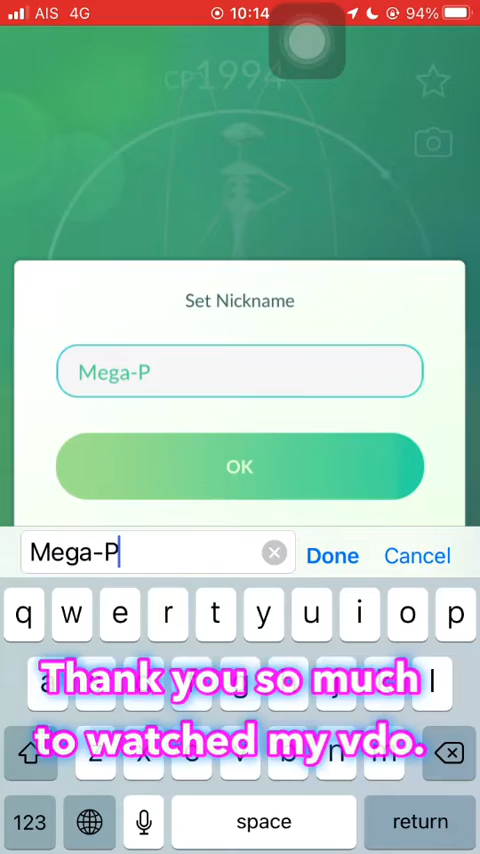 AIS 4G 10:14 94%
CP1994
Set Nickname
Mega-P
OK
Mega-P Done Cancel
q w e r t y u i o p
Thank you so much
to watched my vdo.
123 space return